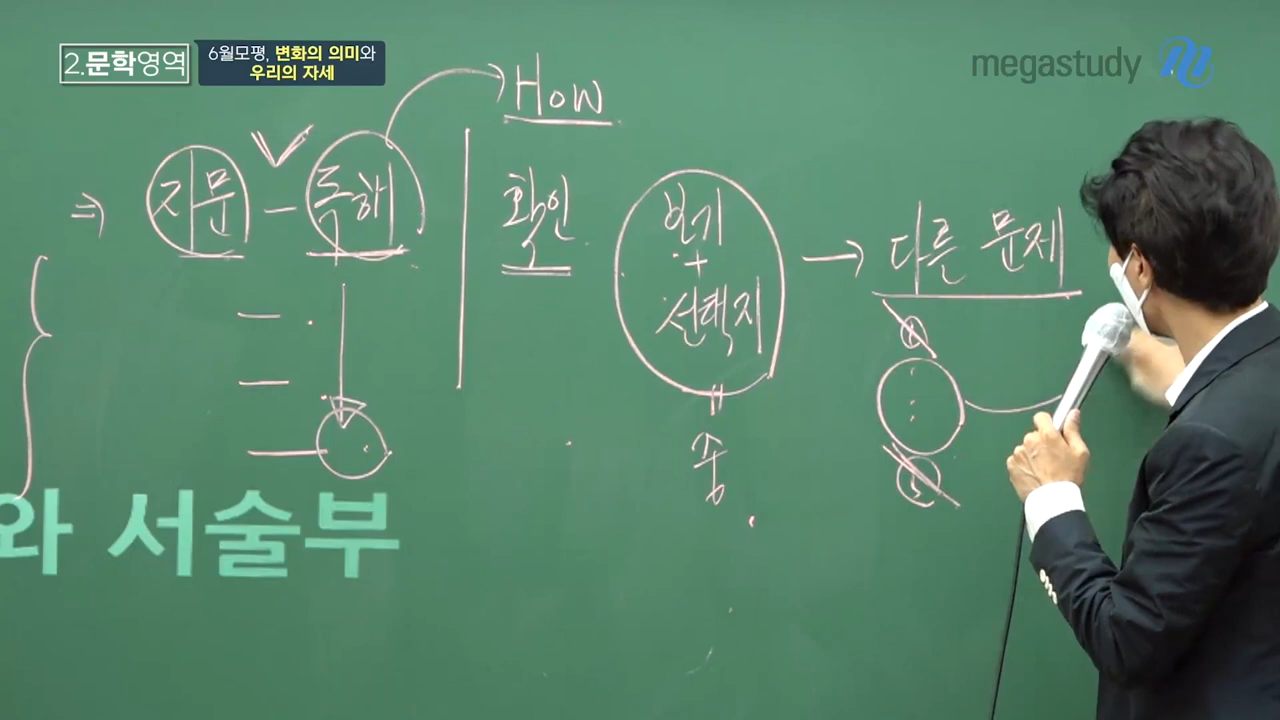 2.문학영역
6월모평, 변화의 의미와
우리의 자세
megastudy
How
⇒ 지문 - 독해
확인
보기
+
선택지
→ 다른 문제
①
⑤
와 서술부